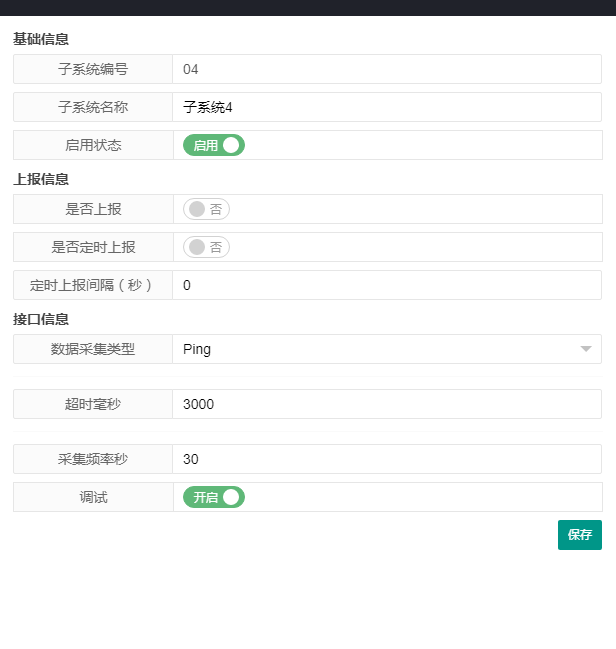 基础信息
子系统编号 04
子系统名称 子系统4
启用状态 启用
上报信息
是否上报 否
是否定时上报 否
定时上报间隔（秒） 0
接口信息
数据采集类型 Ping
超时毫秒 3000
采集频率秒 30
调试 开启
保存